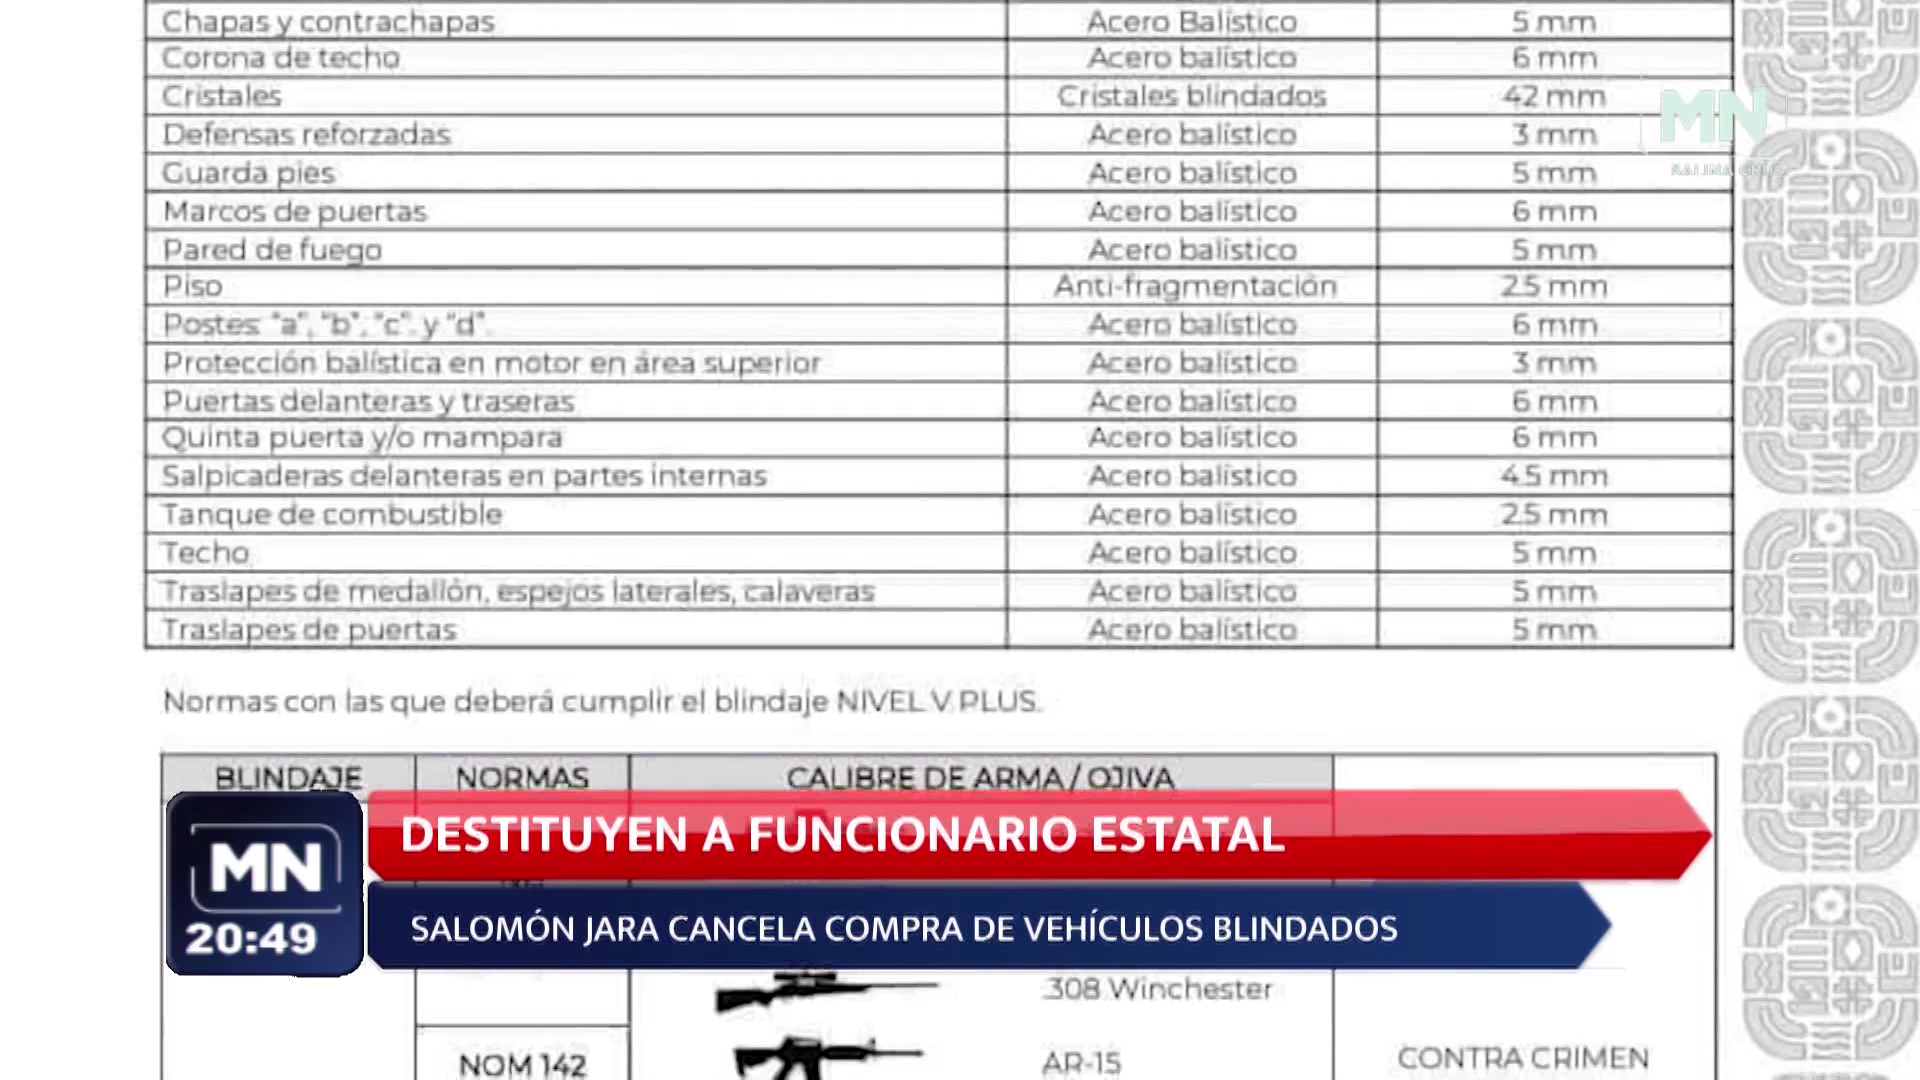 Chapas y contrachapas Acero Balístico 5 mm
Corona de techo Acero balístico 6 mm
Cristales Cristales blindados 42 mm
Defensas reforzadas Acero balístico 3 mm
Guarda pies Acero balístico 5 mm
Marcos de puertas Acero balístico 6 mm
Pared de fuego Acero balístico 5 mm
Piso Anti-fragmentación 2.5 mm
Postes: "a", "b", "c". y "d". Acero balístico 6 mm
Protección balística en motor en área superior Acero balístico 3 mm
Puertas delanteras y traseras Acero balístico 6 mm
Quinta puerta y/o mampara Acero balístico 6 mm
Salpicaderas delanteras en partes internas Acero balístico 4.5 mm
Tanque de combustible Acero balístico 2.5 mm
Techo Acero balístico 5 mm
Traslapes de medallón, espejos laterales, calaveras Acero balístico 5 mm
Traslapes de puertas Acero balístico 5 mm
MN
SALINA CRUZ
Normas con las que deberá cumplir el blindaje NIVEL V PLUS.
BLINDAJE NORMAS CALIBRE DE ARMA / OJIVA
DESTITUYEN A FUNCIONARIO ESTATAL
MN
20:49
SALOMÓN JARA CANCELA COMPRA DE VEHÍCULOS BLINDADOS
.308 Winchester
NOM 142 AR-15 CONTRA CRIMEN